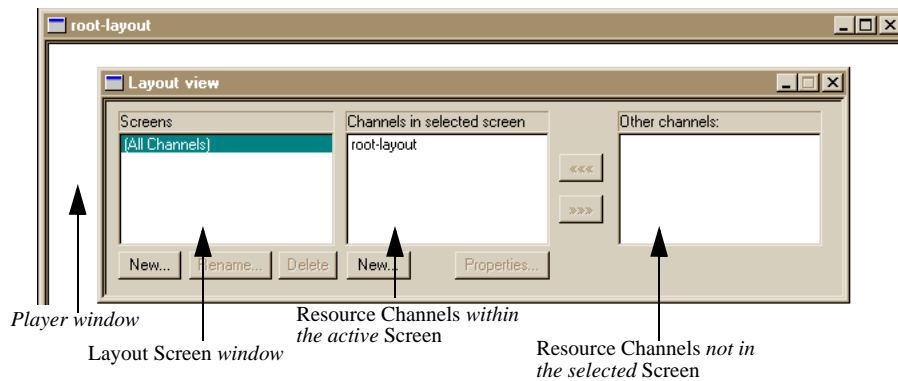 root-layout
Layout view
Screens
Channels in selected screen
Other channels:
(All Channels)
root-layout
<<<
>>>
New...
Rename...
Delete
New...
Properties...
Player window
Layout Screen window
Resource Channels within
the active Screen
Resource Channels not in
the selected Screen